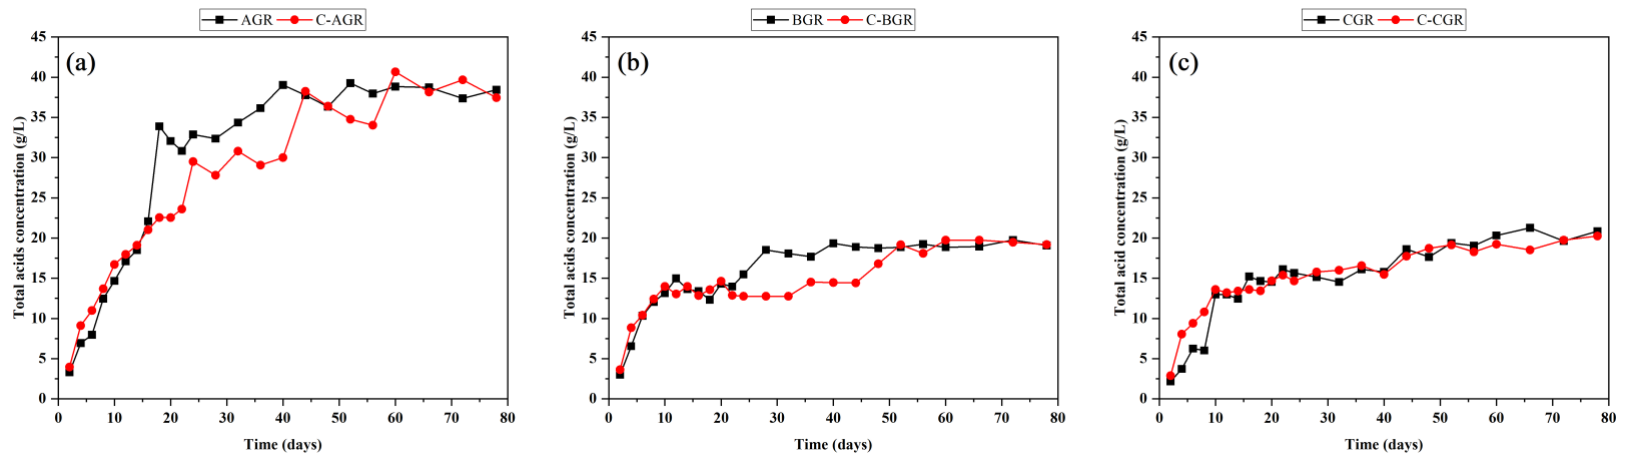 AGR C-AGR
(a)
45
40
35
30
25
20
15
10
5
0
Total acids concentration (g/L)
0 10 20 30 40 50 60 70 80
Time (days)
BGR C-BGR
(b)
45
40
35
30
25
20
15
10
5
0
Total acids concentration (g/L)
0 10 20 30 40 50 60 70 80
Time (days)
CGR C-CGR
(c)
45
40
35
30
25
20
15
10
5
0
Total acid concentration (g/L)
0 10 20 30 40 50 60 70 80
Time (days)